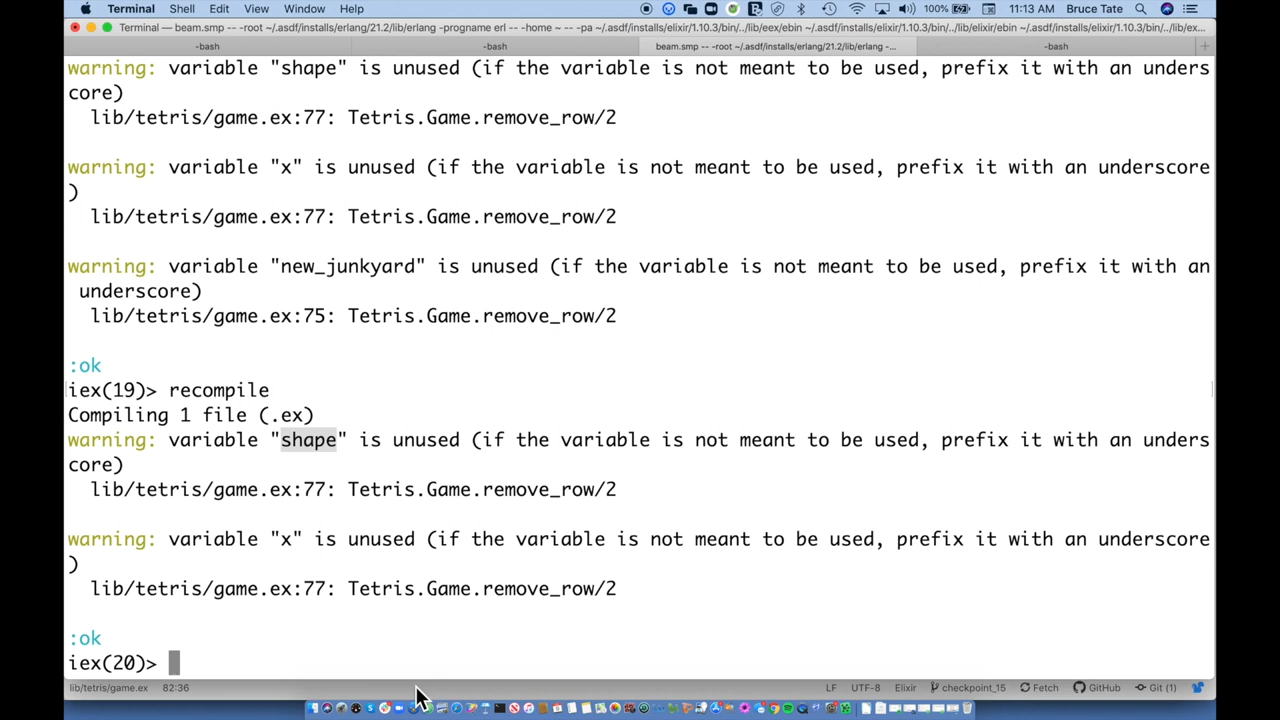 Terminal Shell Edit View Window Help 100% 11:13 AM Bruce Tate
Terminal — beam.smp -- -root ~/.asdf/installs/erlang/21.2/lib/erlang -progname erl -- -home ~ -- -pa ~/.asdf/installs/elixir/1.10.3/bin/../lib/eex/ebin ~/.asdf/installs/elixir/1.10.3/bin/../lib/ex...
-bash
-bash
beam.smp -- -root ~/.asdf/installs/erlang/21.2/lib/erlang -...
-bash
warning: variable "shape" is unused (if the variable is not meant to be used, prefix it with an unders
core)
lib/tetris/game.ex:77: Tetris.Game.remove_row/2
warning: variable "x" is unused (if the variable is not meant to be used, prefix it with an underscore
)
lib/tetris/game.ex:77: Tetris.Game.remove_row/2
warning: variable "new_junkyard" is unused (if the variable is not meant to be used, prefix it with an
underscore)
lib/tetris/game.ex:75: Tetris.Game.remove_row/2
:ok
iex(19)> recompile
Compiling 1 file (.ex)
warning: variable "shape" is unused (if the variable is not meant to be used, prefix it with an unders
core)
lib/tetris/game.ex:77: Tetris.Game.remove_row/2
warning: variable "x" is unused (if the variable is not meant to be used, prefix it with an underscore
)
lib/tetris/game.ex:77: Tetris.Game.remove_row/2
:ok
iex(20)>
lib/tetris/game.ex 82:36 LF UTF-8 Elixir checkpoint_15 Fetch GitHub Git (1)